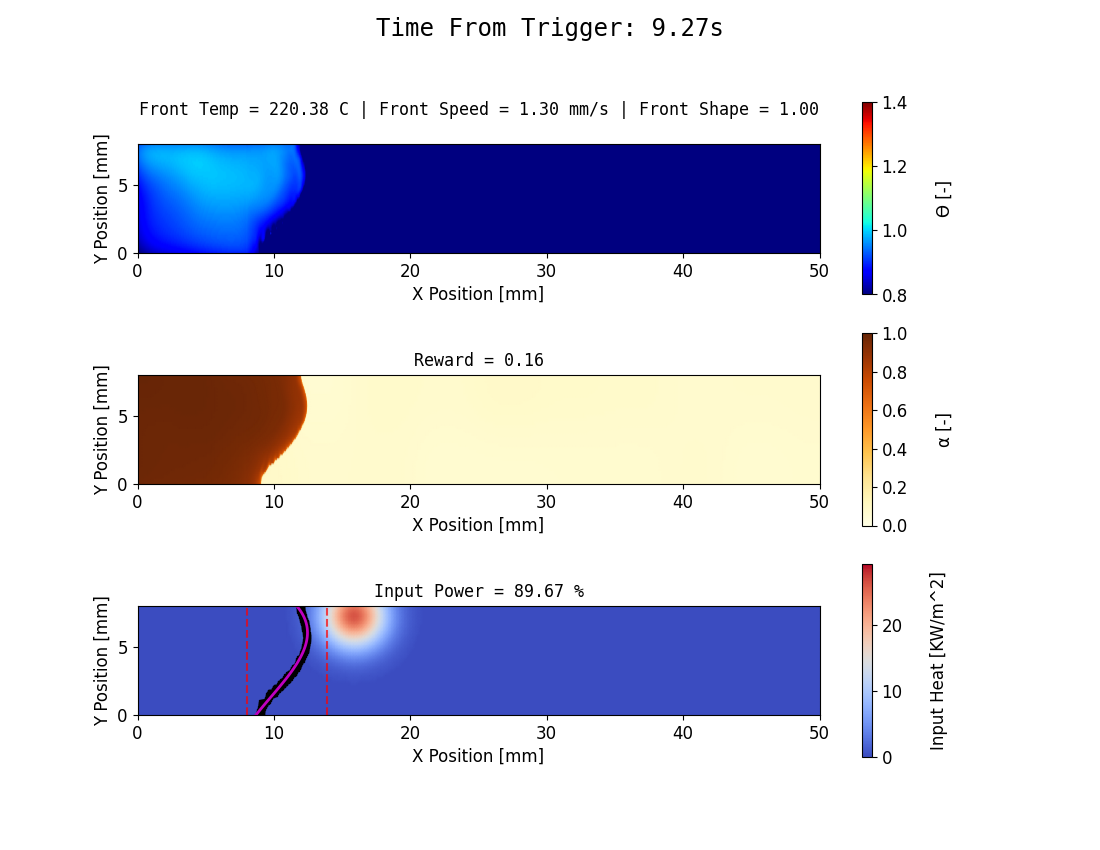 Time From Trigger: 9.27s
Front Temp = 220.38 C | Front Speed = 1.30 mm/s | Front Shape = 1.00
Y Position [mm]
5
0
0 10 20 30 40 50
X Position [mm]
1.4
1.2
1.0
0.8
Θ [-]
Reward = 0.16
Y Position [mm]
5
0
0 10 20 30 40 50
X Position [mm]
1.0
0.8
0.6
0.4
0.2
0.0
α [-]
Input Power = 89.67 %
Y Position [mm]
5
0
0 10 20 30 40 50
X Position [mm]
20
10
0
Input Heat [KW/m^2]